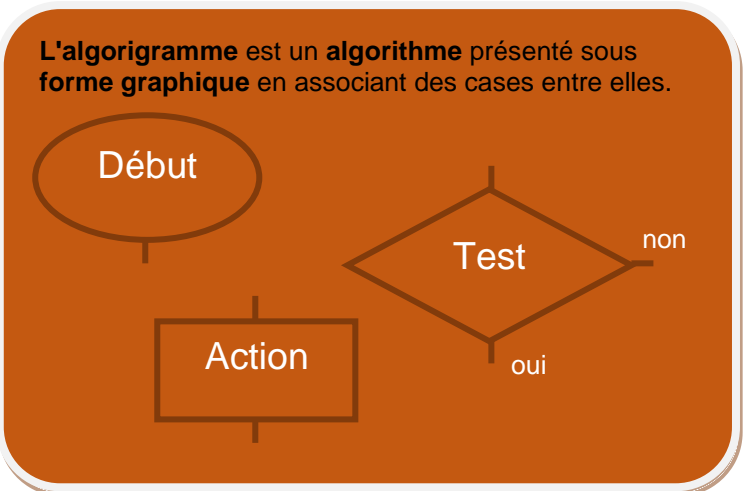 L'algorigramme est un algorithme présenté sous
forme graphique en associant des cases entre elles.
Début
Test
non
Action
oui